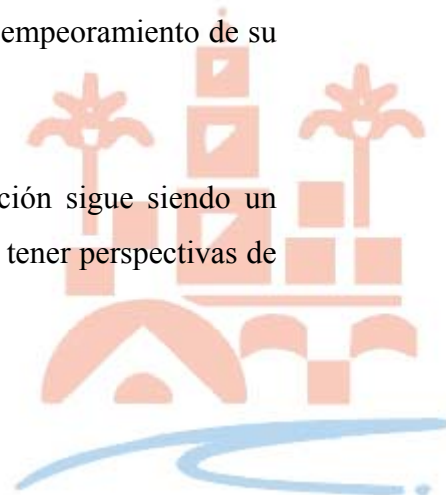 empeoramiento de su
ción sigue siendo un
tener perspectivas de